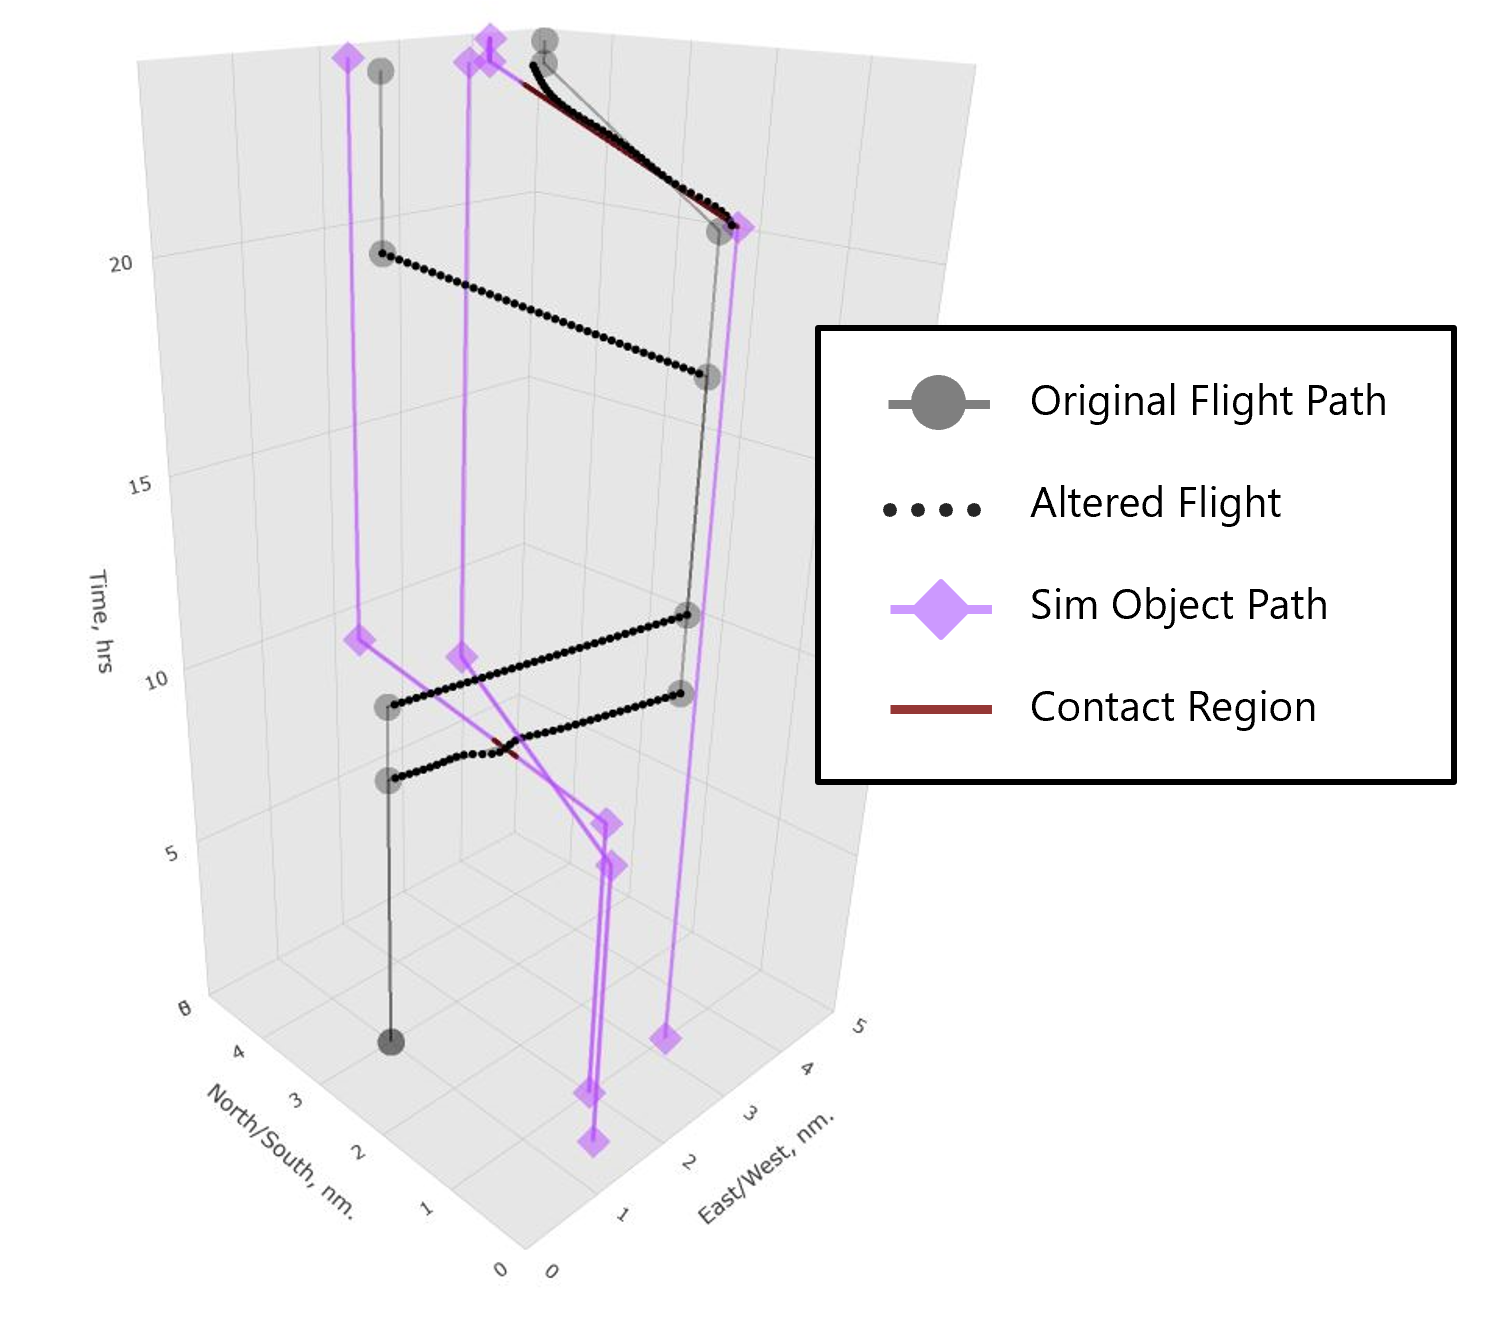 20
15
Time, hrs
10
5
5
4
3
2
1
0
North/South, nm.
0
1
2
3
4
5
East/West, nm.
Original Flight Path
Altered Flight
Sim Object Path
Contact Region